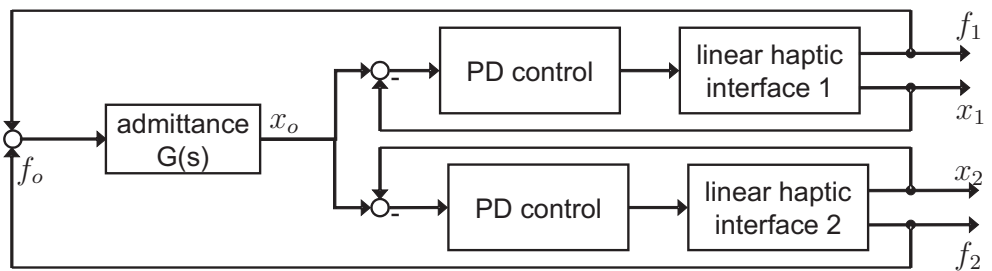 f₁
PD control
linear haptic
interface 1
admittance
G(s)
xₒ
-
x₁
fₒ
x₂
PD control
linear haptic
interface 2
-
f₂